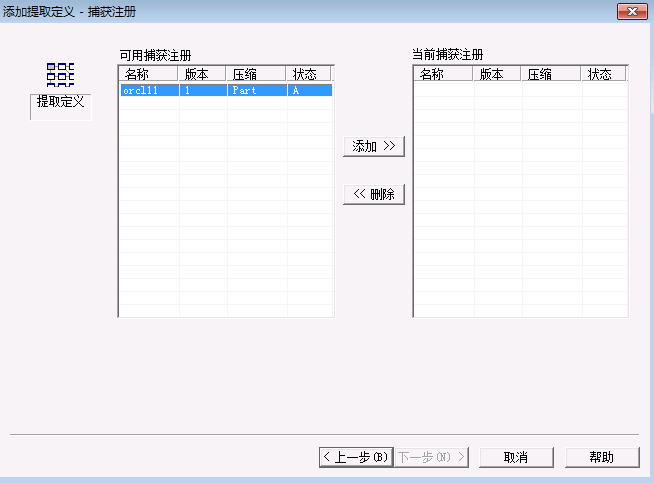 添加提取定义 - 捕获注册
提取定义
可用捕获注册
名称 版本 压缩 状态
orcl11 1 Part A
添加 >>
<< 删除
当前捕获注册
名称 版本 压缩 状态
< 上一步(B) 下一步(N) > 取消 帮助